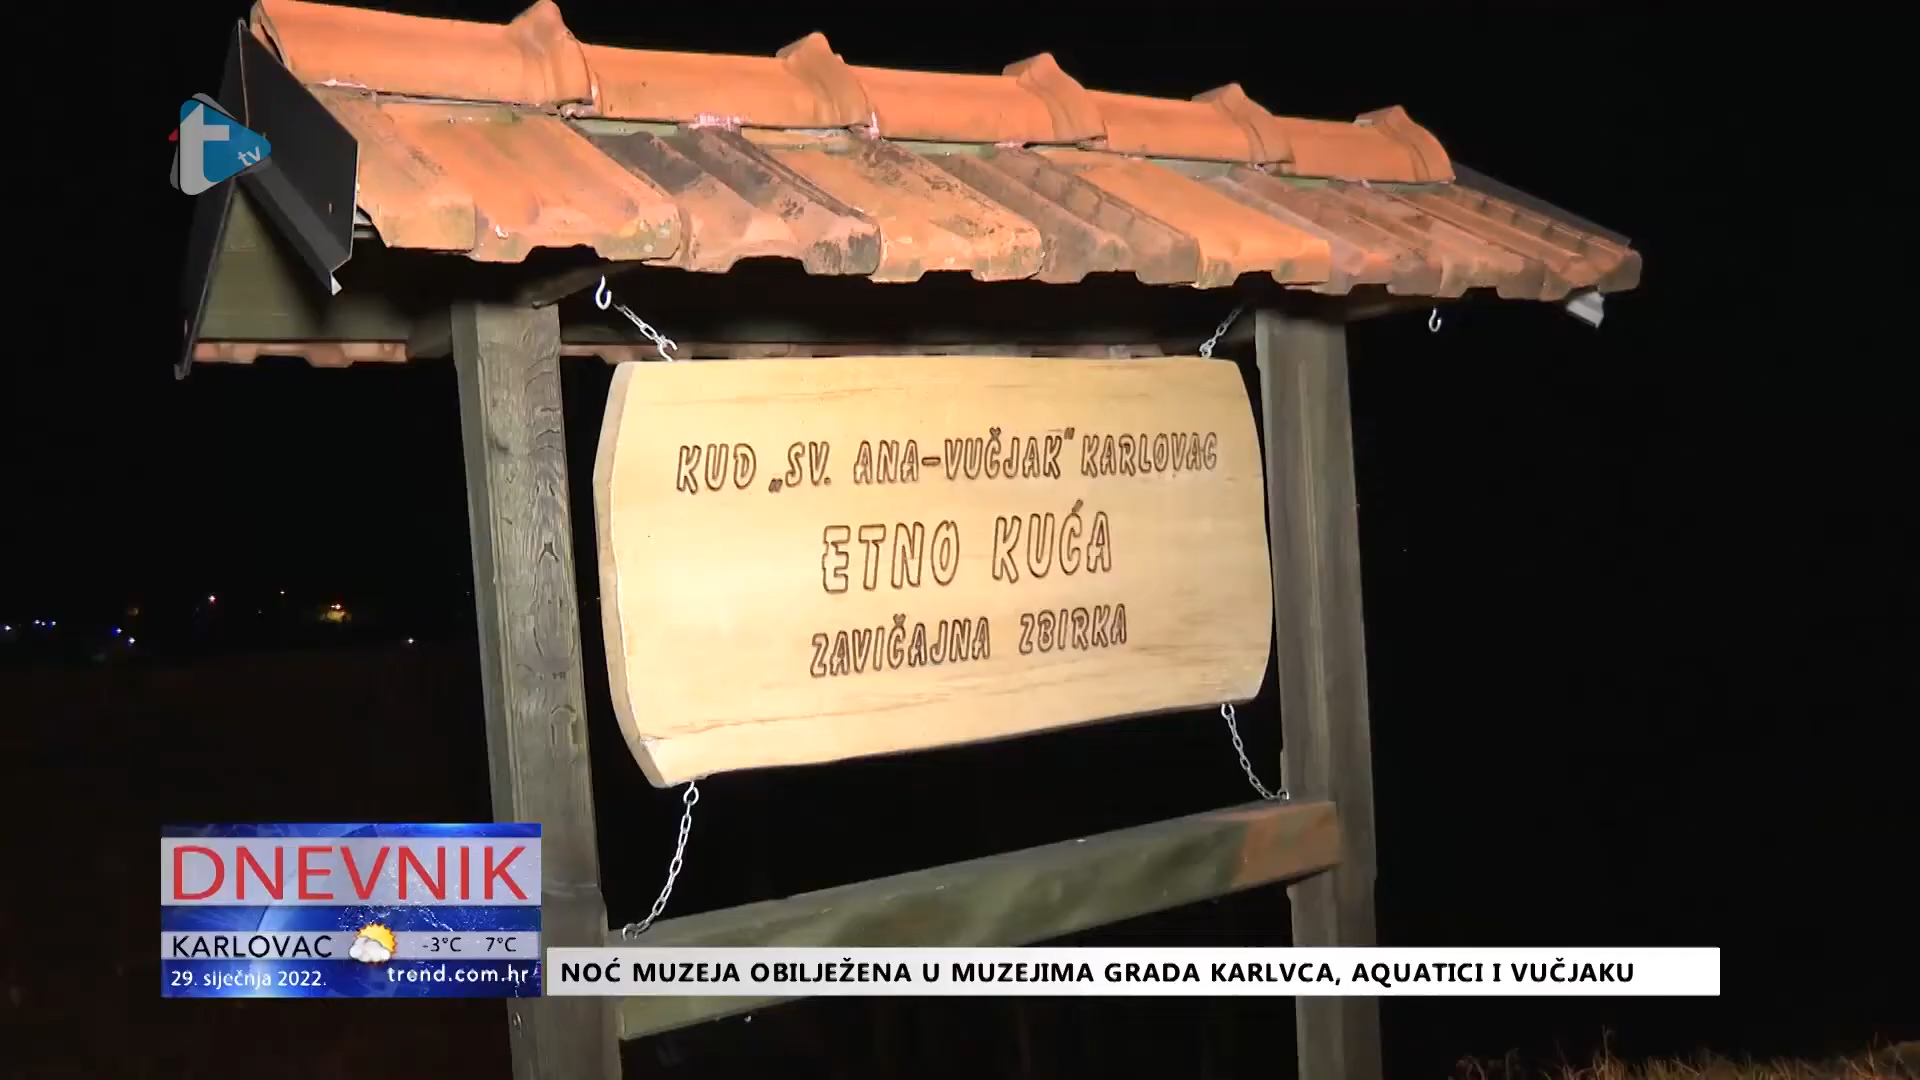 t tv
KUD „SV. ANA-VUČJAK" KARLOVAC
ETNO KUĆA
ZAVIČAJNA ZBIRKA
DNEVNIK
KARLOVAC -3°C 7°C
29. siječnja 2022. trend.com.hr
NOĆ MUZEJA OBILJEŽENA U MUZEJIMA GRADA KARLVCA, AQUATICI I VUČJAKU